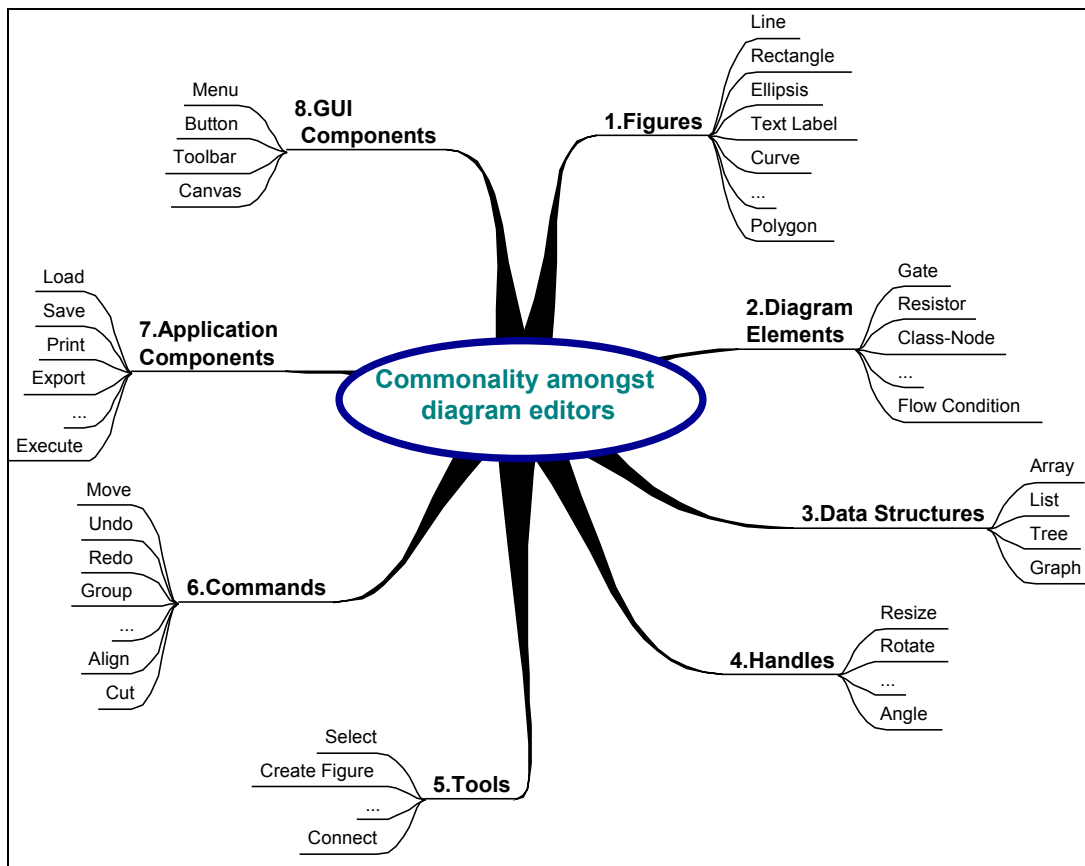 Commonality amongst
diagram editors
1.Figures
Line
Rectangle
Ellipsis
Text Label
Curve
...
Polygon
2.Diagram
Elements
Gate
Resistor
Class-Node
...
Flow Condition
3.Data Structures
Array
List
Tree
Graph
4.Handles
Resize
Rotate
...
Angle
5.Tools
Select
Create Figure
...
Connect
6.Commands
Move
Undo
Redo
Group
...
Align
Cut
7.Application
Components
Load
Save
Print
Export
...
Execute
8.GUI
Components
Menu
Button
Toolbar
Canvas